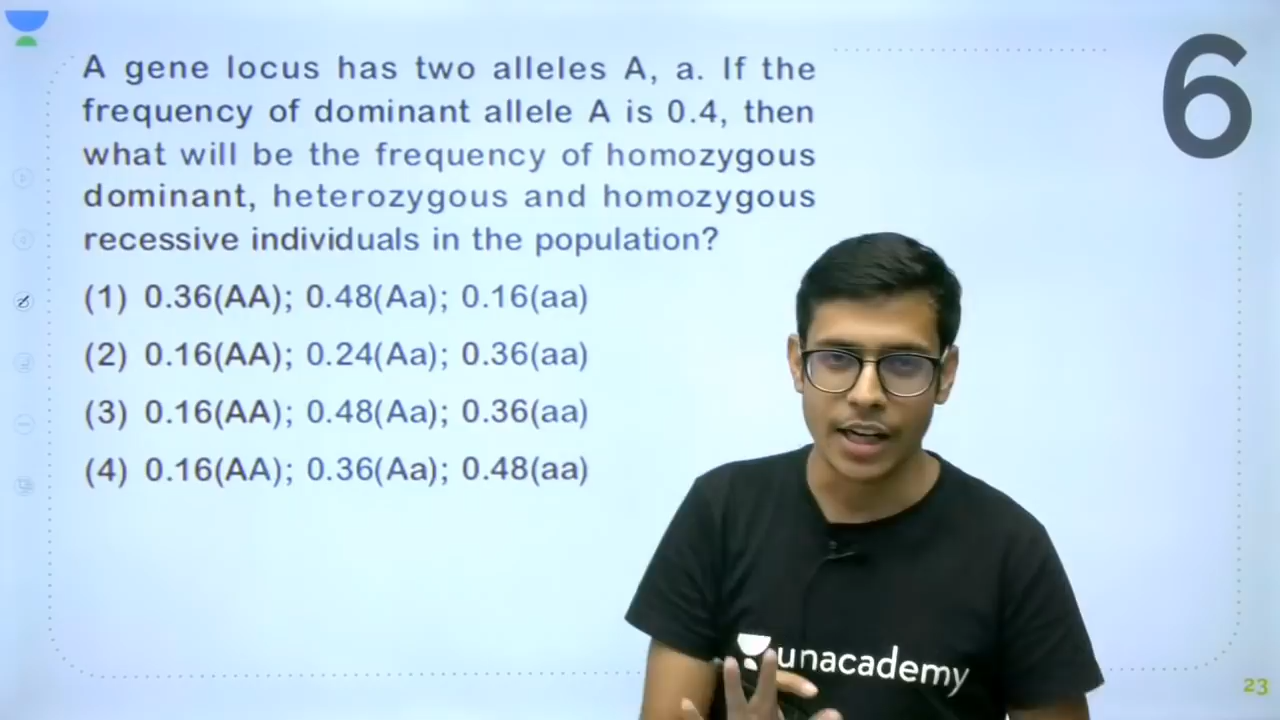 6
A gene locus has two alleles A, a. If the
frequency of dominant allele A is 0.4, then
what will be the frequency of homozygous
dominant, heterozygous and homozygous
recessive individuals in the population?
(1) 0.36(AA); 0.48(Aa); 0.16(aa)
(2) 0.16(AA); 0.24(Aa); 0.36(aa)
(3) 0.16(AA); 0.48(Aa); 0.36(aa)
(4) 0.16(AA); 0.36(Aa); 0.48(aa)
unacademy
23